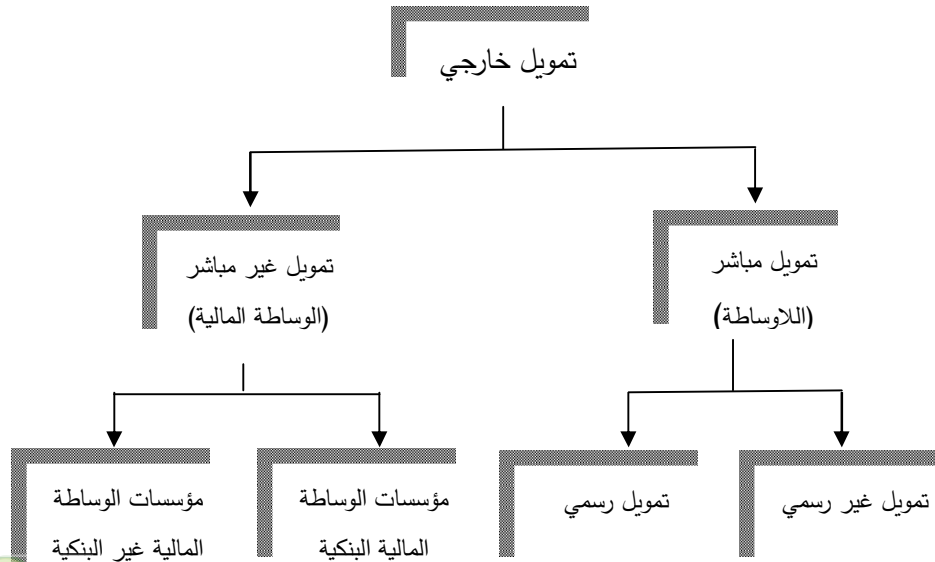 تمويل خارجي
تمويل مباشر
(اللاوساطة)
تمويل غير مباشر
(الوساطة المالية)
تمويل غير رسمي
تمويل رسمي
مؤسسات الوساطة
المالية البنكية
مؤسسات الوساطة
المالية غير البنكية